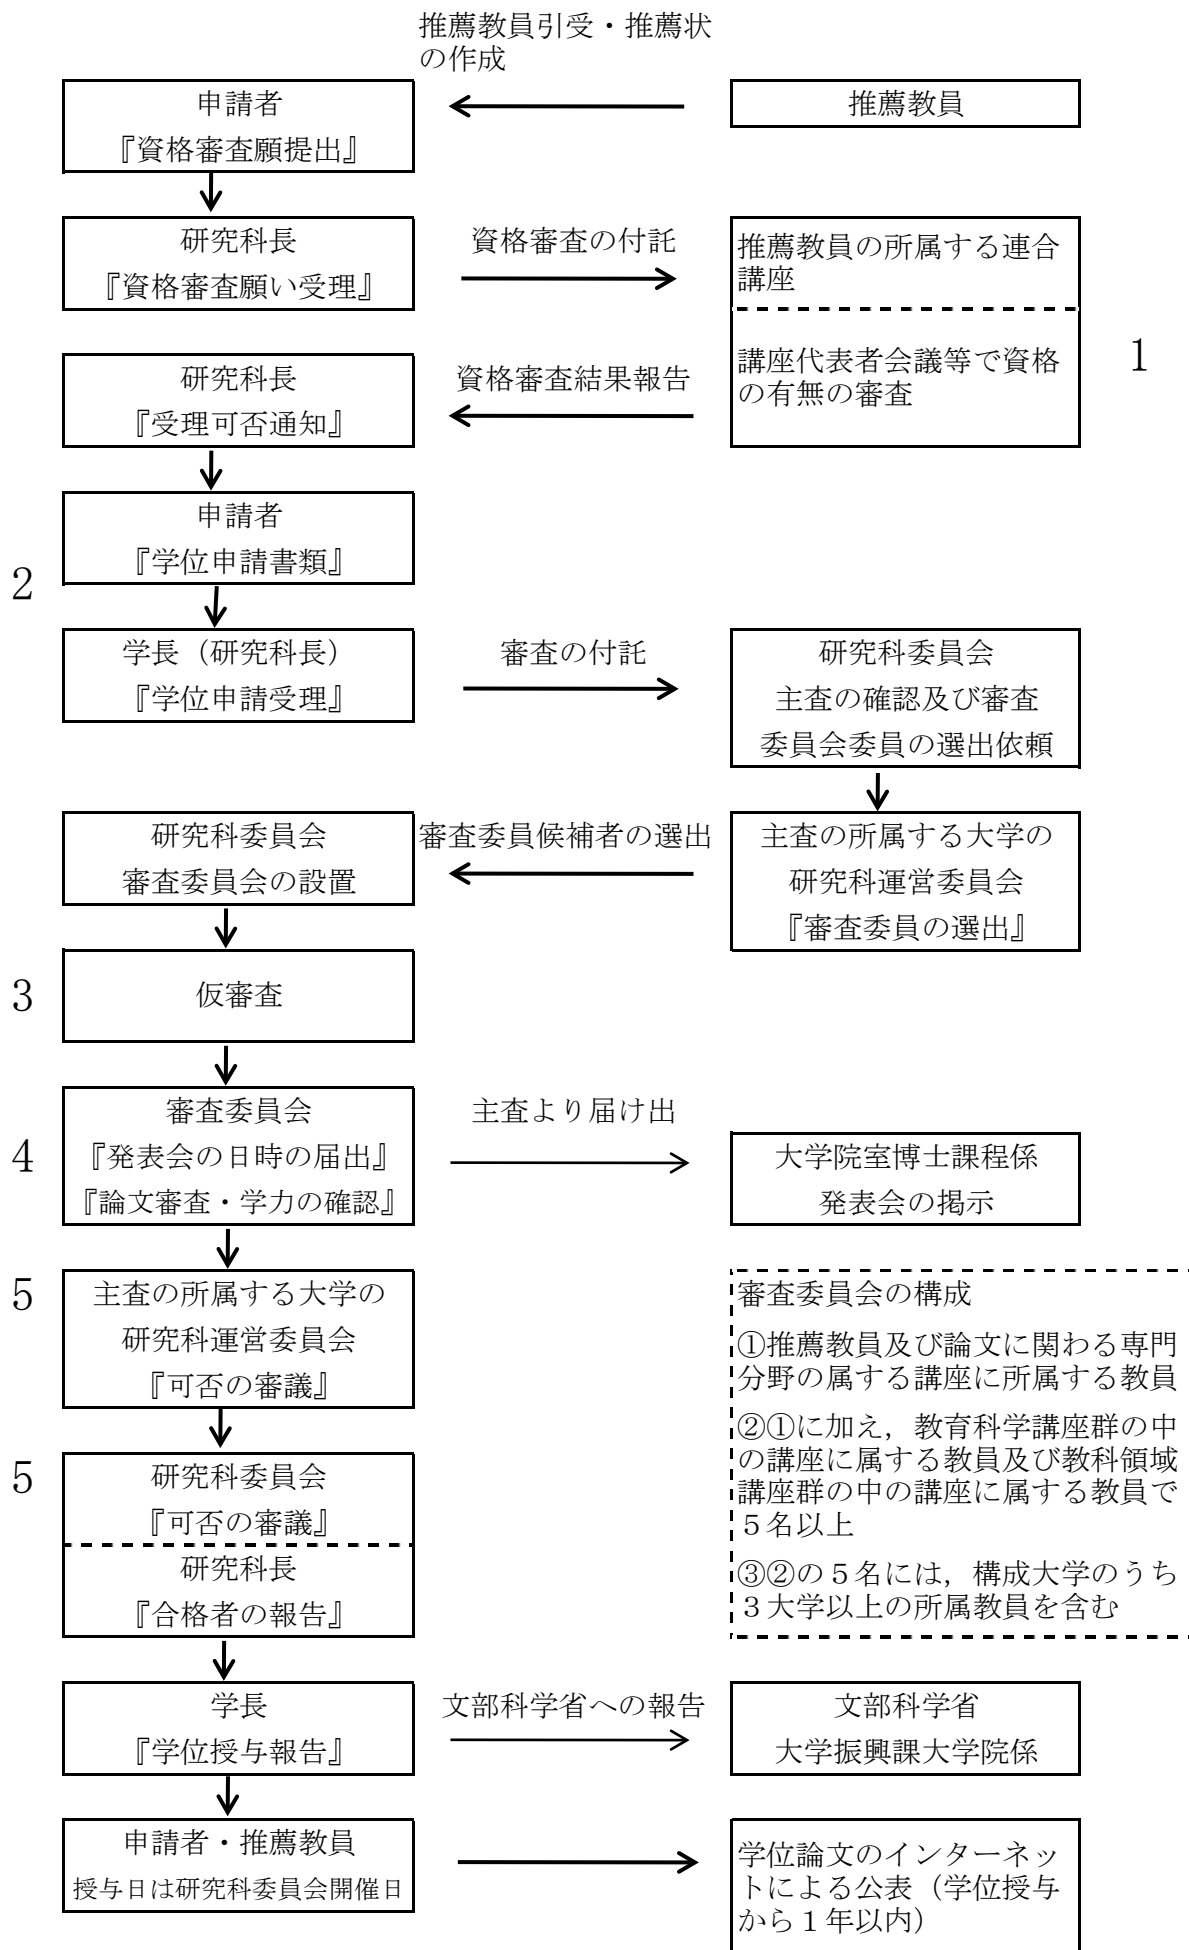 推薦教員引受・推薦状
の作成
申請者
『資格審査願提出』
推薦教員
研究科長
『資格審査願い受理』
資格審査の付託
推薦教員の所属する連合
講座
講座代表者会議等で資格
の有無の審査
1
研究科長
『受理可否通知』
資格審査結果報告
申請者
『学位申請書類』
2
学長（研究科長）
『学位申請受理』
審査の付託
研究科委員会
主査の確認及び審査
委員会委員の選出依頼
研究科委員会
審査委員会の設置
審査委員候補者の選出
主査の所属する大学の
研究科運営委員会
『審査委員の選出』
3
仮審査
4
審査委員会
『発表会の日時の届出』
『論文審査・学力の確認』
主査より届け出
大学院室博士課程係
発表会の掲示
5
主査の所属する大学の
研究科運営委員会
『可否の審議』
5
研究科委員会
『可否の審議』
研究科長
『合格者の報告』
審査委員会の構成
①推薦教員及び論文に関わる専門
分野の属する講座に所属する教員
②①に加え，教育科学講座群の中
の講座に属する教員及び教科領域
講座群の中の講座に属する教員で
５名以上
③②の５名には，構成大学のうち
３大学以上の所属教員を含む
学長
『学位授与報告』
文部科学省への報告
文部科学省
大学振興課大学院係
申請者・推薦教員
授与日は研究科委員会開催日
学位論文のインターネッ
トによる公表（学位授与
から１年以内）